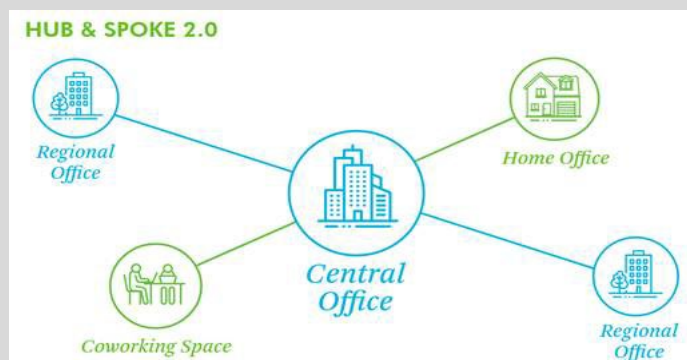 HUB & SPOKE 2.0
Regional
Office
Home Office
Central
Office
Coworking Space
Regional
Office